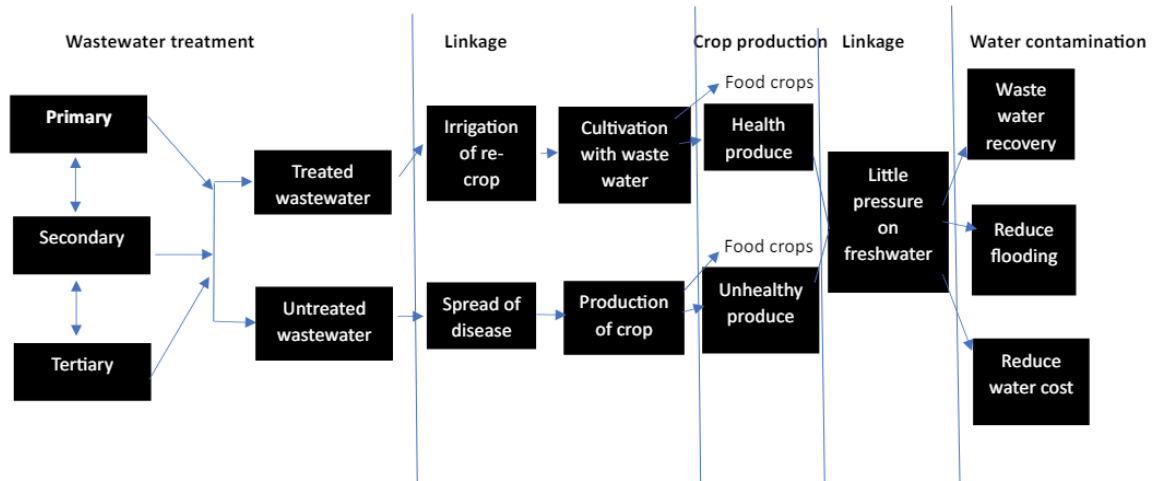 Wastewater treatment
Linkage
Crop production
Linkage
Water contamination
Primary
Secondary
Tertiary
Treated
wastewater
Untreated
wastewater
Irrigation
of re-
crop
Spread of
disease
Cultivation
with waste
water
Production
of crop
Food crops
Health
produce
Food crops
Unhealthy
produce
Little
pressure
on
freshwater
Waste
water
recovery
Reduce
flooding
Reduce
water cost